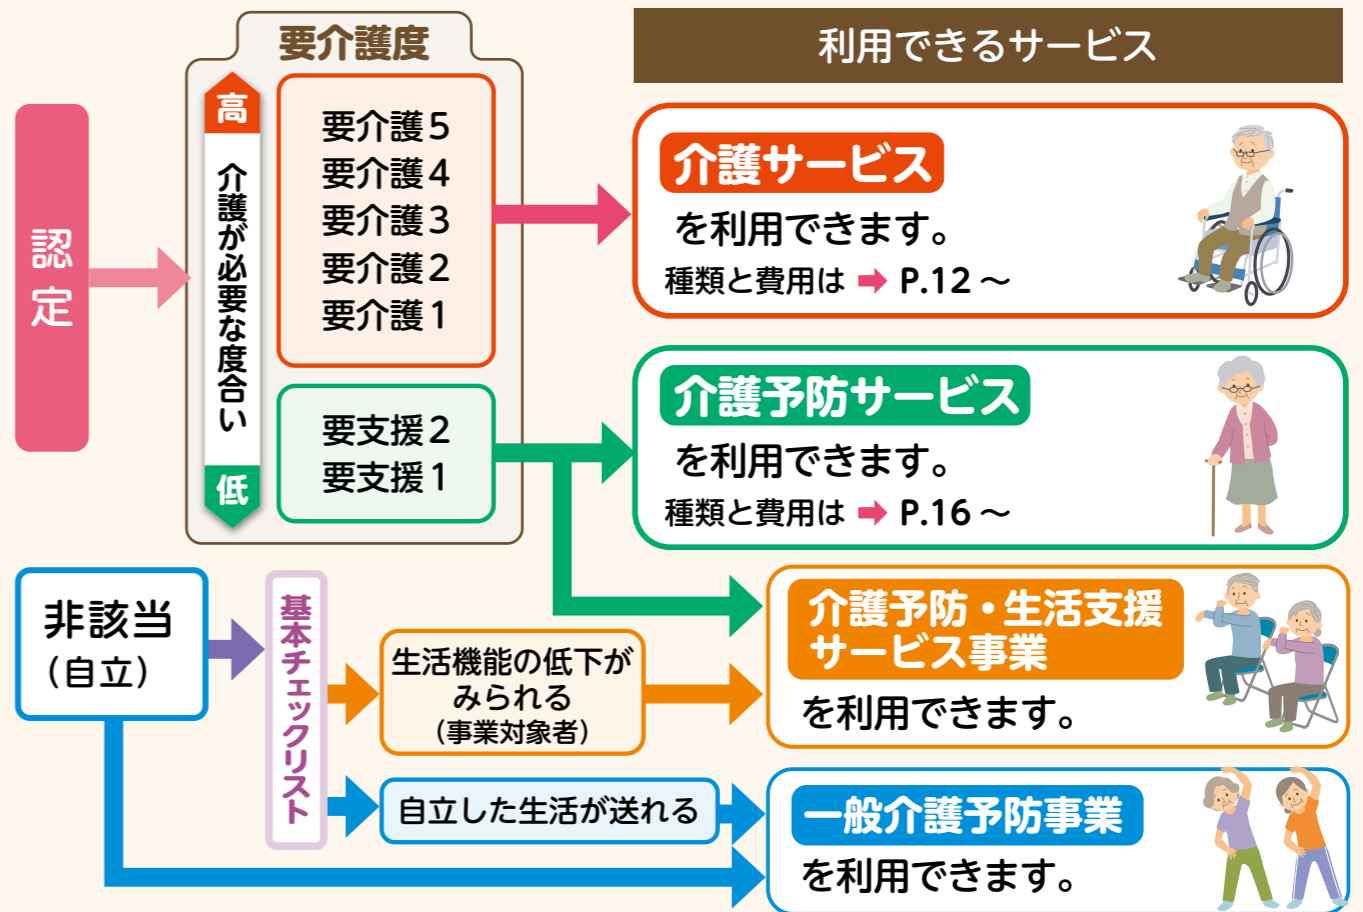 要介護度
利用できるサービス
認定
高
介護が必要な度合い
低
要介護5
要介護4
要介護3
要介護2
要介護1
要支援2
要支援1
介護サービス
を利用できます。
種類と費用は ➡ P.12 ～
介護予防サービス
を利用できます。
種類と費用は ➡ P.16 ～
非該当
（自立）
基本チェックリスト
生活機能の低下が
みられる
（事業対象者）
自立した生活が送れる
介護予防・生活支援
サービス事業
を利用できます。
一般介護予防事業
を利用できます。